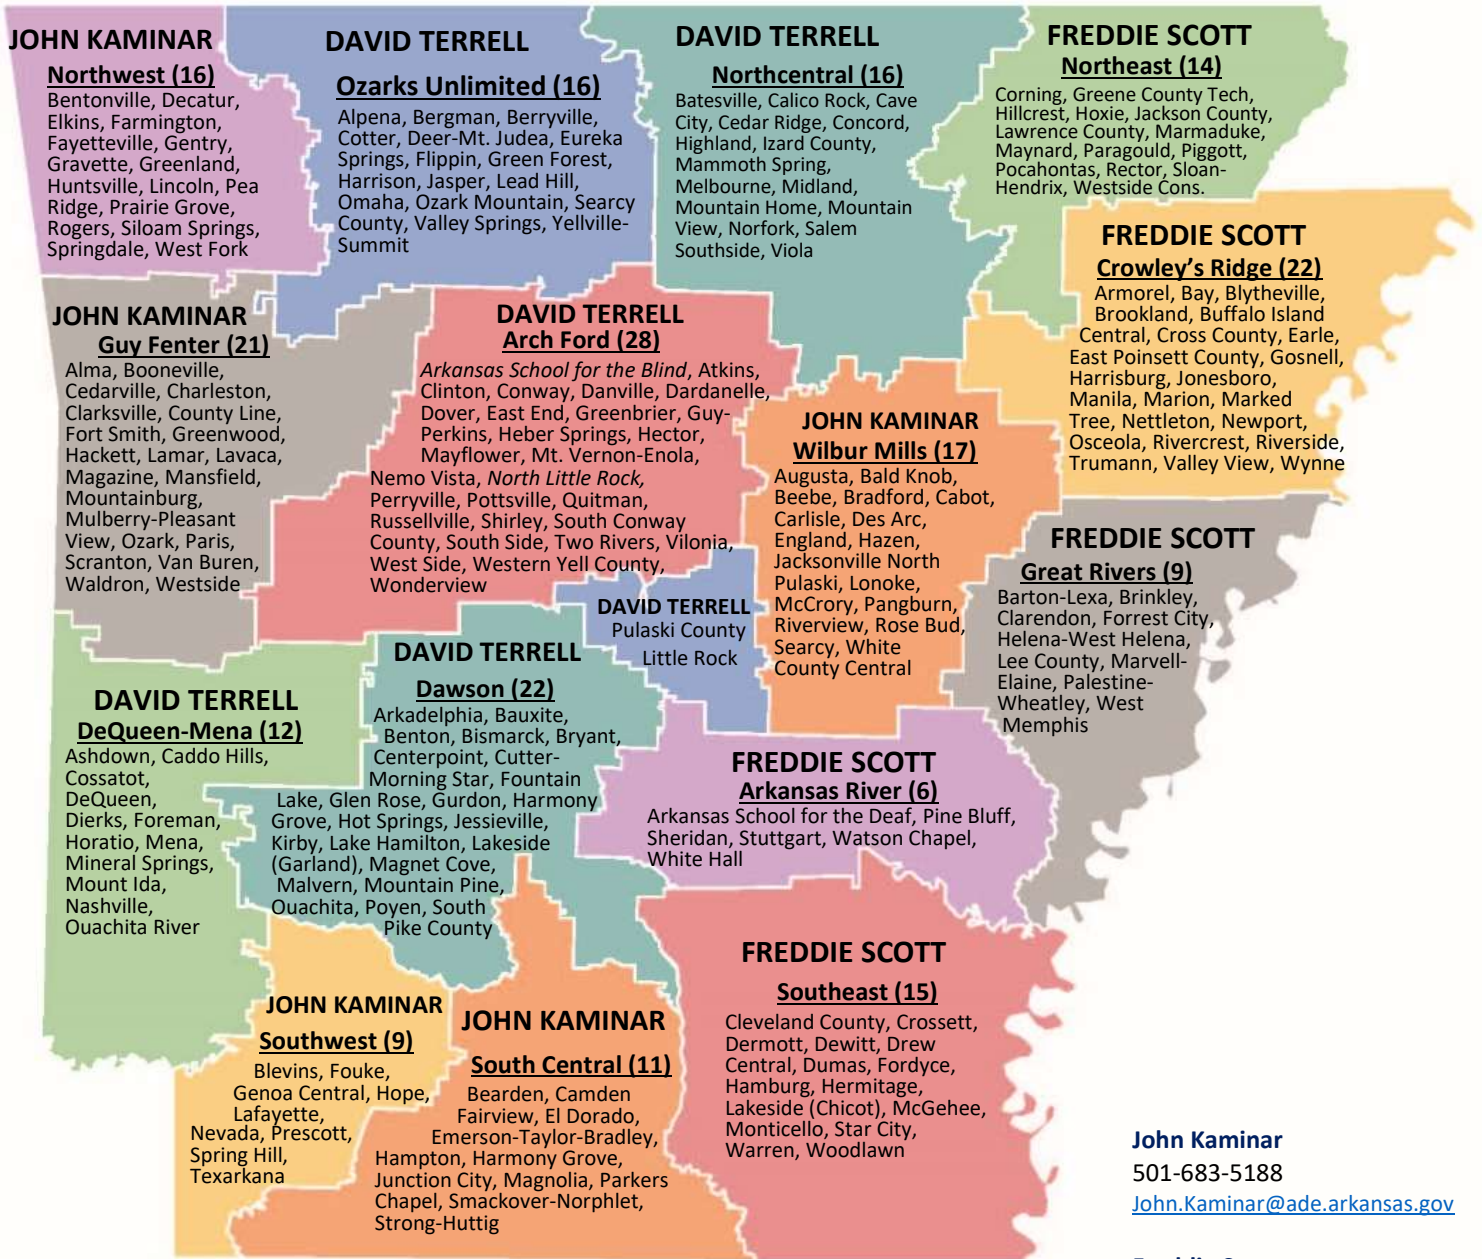 JOHN KAMINAR
Northwest (16)
Bentonville, Decatur,
Elkins, Farmington,
Fayetteville, Gentry,
Gravette, Greenland,
Huntsville, Lincoln, Pea
Ridge, Prairie Grove,
Rogers, Siloam Springs,
Springdale, West Fork
DAVID TERRELL
Ozarks Unlimited (16)
Alpena, Bergman, Berryville,
Cotter, Deer-Mt. Judea, Eureka
Springs, Flippin, Green Forest,
Harrison, Jasper, Lead Hill,
Omaha, Ozark Mountain, Searcy
County, Valley Springs, Yellville-
Summit
DAVID TERRELL
Northcentral (16)
Batesville, Calico Rock, Cave
City, Cedar Ridge, Concord,
Highland, Izard County,
Mammoth Spring,
Melbourne, Midland,
Mountain Home, Mountain
View, Norfork, Salem
Southside, Viola
FREDDIE SCOTT
Northeast (14)
Corning, Greene County Tech,
Hillcrest, Hoxie, Jackson County,
Lawrence County, Marmaduke,
Maynard, Paragould, Piggott,
Pocahontas, Rector, Sloan-
Hendrix, Westside Cons.
FREDDIE SCOTT
Crowley's Ridge (22)
Armorel, Bay, Blytheville,
Brookland, Buffalo Island
Central, Cross County, Earle,
East Poinsett County, Gosnell,
Harrisburg, Jonesboro,
Manila, Marion, Marked
Tree, Nettleton, Newport,
Osceola, Rivercrest, Riverside,
Trumann, Valley View, Wynne
JOHN KAMINAR
Guy Fenter (21)
Alma, Booneville,
Cedarville, Charleston,
Clarksville, County Line,
Fort Smith, Greenwood,
Hackett, Lamar, Lavaca,
Magazine, Mansfield,
Mountainburg,
Mulberry-Pleasant
View, Ozark, Paris,
Scranton, Van Buren,
Waldron, Westside
DAVID TERRELL
Arch Ford (28)
Arkansas School for the Blind, Atkins,
Clinton, Conway, Danville, Dardanelle,
Dover, East End, Greenbrier, Guy-
Perkins, Heber Springs, Hector,
Mayflower, Mt. Vernon-Enola,
Nemo Vista, North Little Rock,
Perryville, Pottsville, Quitman,
Russellville, Shirley, South Conway
County, South Side, Two Rivers, Vilonia,
West Side, Western Yell County,
Wonderview
JOHN KAMINAR
Wilbur Mills (17)
Augusta, Bald Knob,
Beebe, Bradford, Cabot,
Carlisle, Des Arc,
England, Hazen,
Jacksonville North
Pulaski, Lonoke,
McCrory, Pangburn,
Riverview, Rose Bud,
Searcy, White
County Central
FREDDIE SCOTT
Great Rivers (9)
Barton-Lexa, Brinkley,
Clarendon, Forrest City,
Helena-West Helena,
Lee County, Marvell-
Elaine, Palestine-
Wheatley, West
Memphis
DAVID TERRELL
Pulaski County
Little Rock
DAVID TERRELL
DeQueen-Mena (12)
Ashdown, Caddo Hills,
Cossatot,
DeQueen,
Dierks, Foreman,
Horatio, Mena,
Mineral Springs,
Mount Ida,
Nashville,
Ouachita River
DAVID TERRELL
Dawson (22)
Arkadelphia, Bauxite,
Benton, Bismarck, Bryant,
Centerpoint, Cutter-
Morning Star, Fountain
Lake, Glen Rose, Gurdon, Harmony
Grove, Hot Springs, Jessieville,
Kirby, Lake Hamilton, Lakeside
(Garland), Magnet Cove,
Malvern, Mountain Pine,
Ouachita, Poyen, South
Pike County
FREDDIE SCOTT
Arkansas River (6)
Arkansas School for the Deaf, Pine Bluff,
Sheridan, Stuttgart, Watson Chapel,
White Hall
JOHN KAMINAR
Southwest (9)
Blevins, Fouke,
Genoa Central, Hope,
Lafayette,
Nevada, Prescott,
Spring Hill,
Texarkana
JOHN KAMINAR
South Central (11)
Bearden, Camden
Fairview, El Dorado,
Emerson-Taylor-Bradley,
Hampton, Harmony Grove,
Junction City, Magnolia, Parkers
Chapel, Smackover-Norphlet,
Strong-Huttig
FREDDIE SCOTT
Southeast (15)
Cleveland County, Crossett,
Dermott, Dewitt, Drew
Central, Dumas, Fordyce,
Hamburg, Hermitage,
Lakeside (Chicot), McGehee,
Monticello, Star City,
Warren, Woodlawn
John Kaminar
501-683-5188
John.Kaminar@ade.arkansas.gov